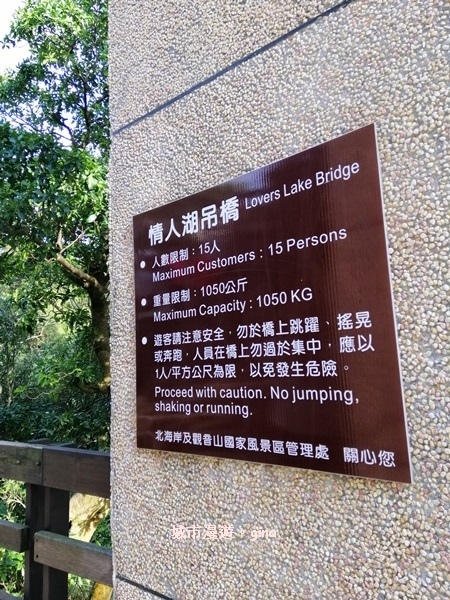 情人湖吊橋 Lovers Lake Bridge
● 人數限制：15人
Maximum Customers : 15 Persons
● 重量限制：1050公斤
Maximum Capacity : 1050 KG
● 遊客請注意安全，勿於橋上跳躍、搖晃
或奔跑，人員在橋上勿過於集中，應以
1人/平方公尺為限，以免發生危險。
Proceed with caution. No jumping,
shaking or running.
北海岸及觀音山國家風景區管理處 關心您
城市漫遊 + gina